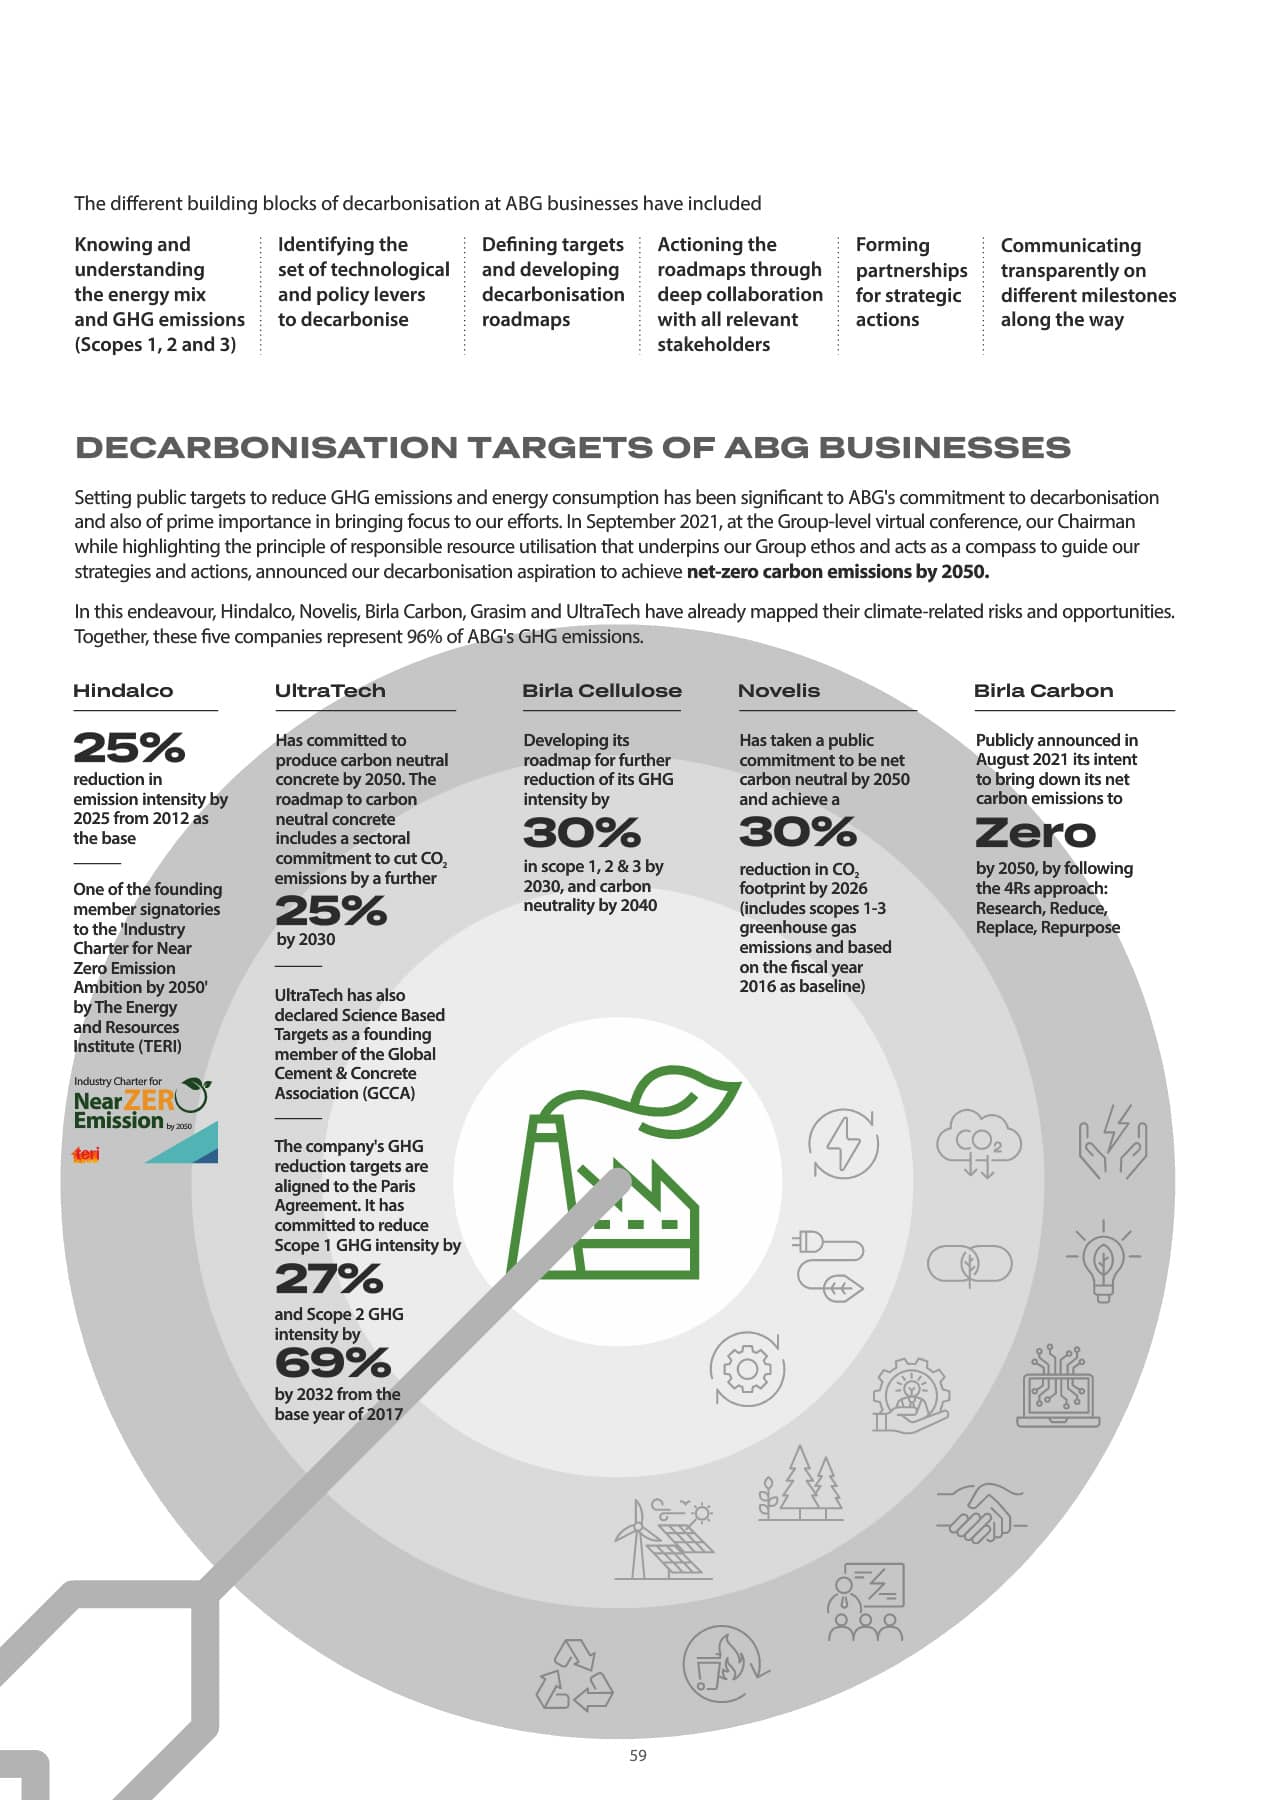 The different building blocks of decarbonisation at ABG businesses have included
Knowing and
understanding
the energy mix
and GHG emissions
(Scopes 1, 2 and 3)
Identifying the
set of technological
and policy levers
to decarbonise
Defining targets
and developing
decarbonisation
roadmaps
Actioning the
roadmaps through
deep collaboration
with all relevant
stakeholders
Forming
partnerships
for strategic
actions
Communicating
transparently on
different milestones
along the way
DECARBONISATION TARGETS OF ABG BUSINESSES
Setting public targets to reduce GHG emissions and energy consumption has been significant to ABG's commitment to decarbonisation
and also of prime importance in bringing focus to our efforts. In September 2021, at the Group-level virtual conference, our Chairman
while highlighting the principle of responsible resource utilisation that underpins our Group ethos and acts as a compass to guide our
strategies and actions, announced our decarbonisation aspiration to achieve net-zero carbon emissions by 2050.
In this endeavour, Hindalco, Novelis, Birla Carbon, Grasim and UltraTech have already mapped their climate-related risks and opportunities.
Together, these five companies represent 96% of ABG's GHG emissions.
Hindalco
25%
reduction in
emission intensity by
2025 from 2012 as
the base
One of the founding
member signatories
to the 'Industry
Charter for Near
Zero Emission
Ambition by 2050'
by The Energy
and Resources
Institute (TERI)
Industry Charter for
Near ZERO
Emission by 2050
teri
UltraTech
Has committed to
produce carbon neutral
concrete by 2050. The
roadmap to carbon
neutral concrete
includes a sectoral
commitment to cut CO₂
emissions by a further
25%
by 2030
UltraTech has also
declared Science Based
Targets as a founding
member of the Global
Cement & Concrete
Association (GCCA)
The company's GHG
reduction targets are
aligned to the Paris
Agreement. It has
committed to reduce
Scope 1 GHG intensity by
27%
and Scope 2 GHG
intensity by
69%
by 2032 from the
base year of 2017
Birla Cellulose
Developing its
roadmap for further
reduction of its GHG
intensity by
30%
in scope 1, 2 & 3 by
2030, and carbon
neutrality by 2040
Novelis
Has taken a public
commitment to be net
carbon neutral by 2050
and achieve a
30%
reduction in CO₂
footprint by 2026
(includes scopes 1-3
greenhouse gas
emissions and based
on the fiscal year
2016 as baseline)
Birla Carbon
Publicly announced in
August 2021 its intent
to bring down its net
carbon emissions to
Zero
by 2050, by following
the 4Rs approach:
Research, Reduce,
Replace, Repurpose
CO₂
59